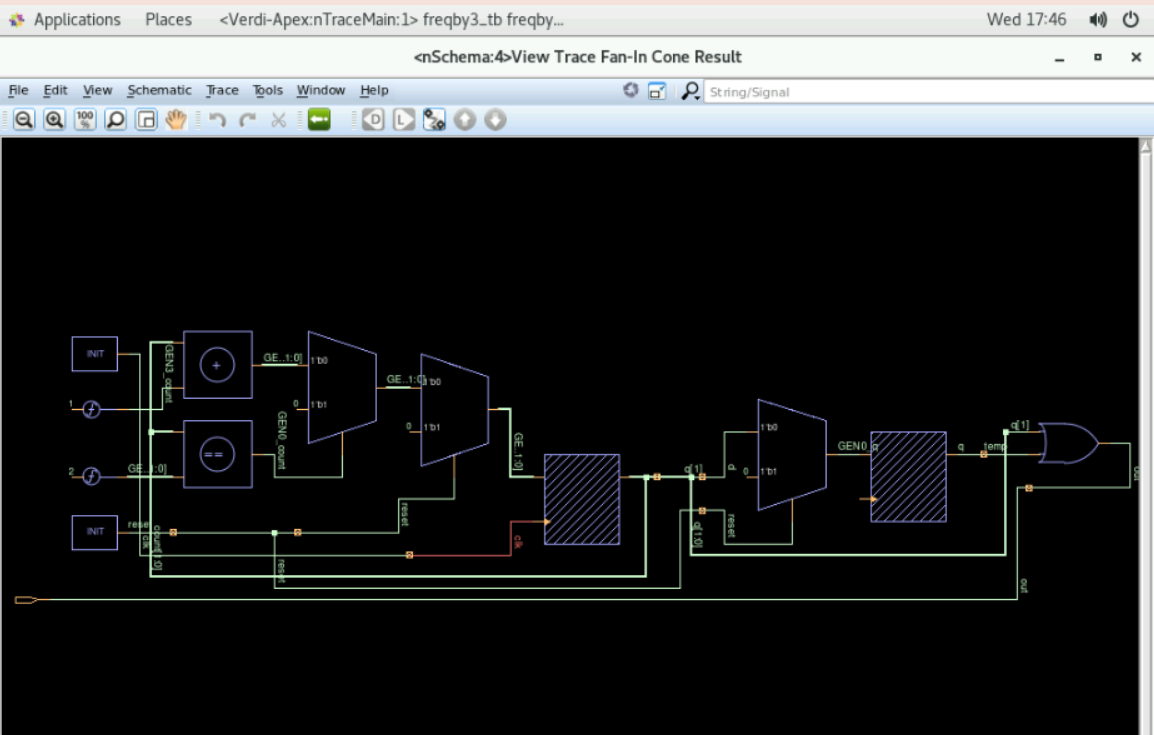 Applications Places <Verdi-Apex:nTraceMain:1> freqby3_tb freqby... Wed 17:46
<nSchema:4>View Trace Fan-In Cone Result
File Edit View Schematic Trace Tools Window Help String/Signal
100 %
D L
INIT
GEN3_count
+
GE..1:0]
1'b0
GE..1:0]
1'b0
1
0
1'b1
GEN0_count
0
1'b1
==
2
GE..1:0]
GE..1:0]
INIT
rese
clk
count[1:0]
reset
reset
clk
q[1]
d
1'b0
0
1'b1
q[1:0]
reset
GEN0_q
q
temp
q[1]
out
out